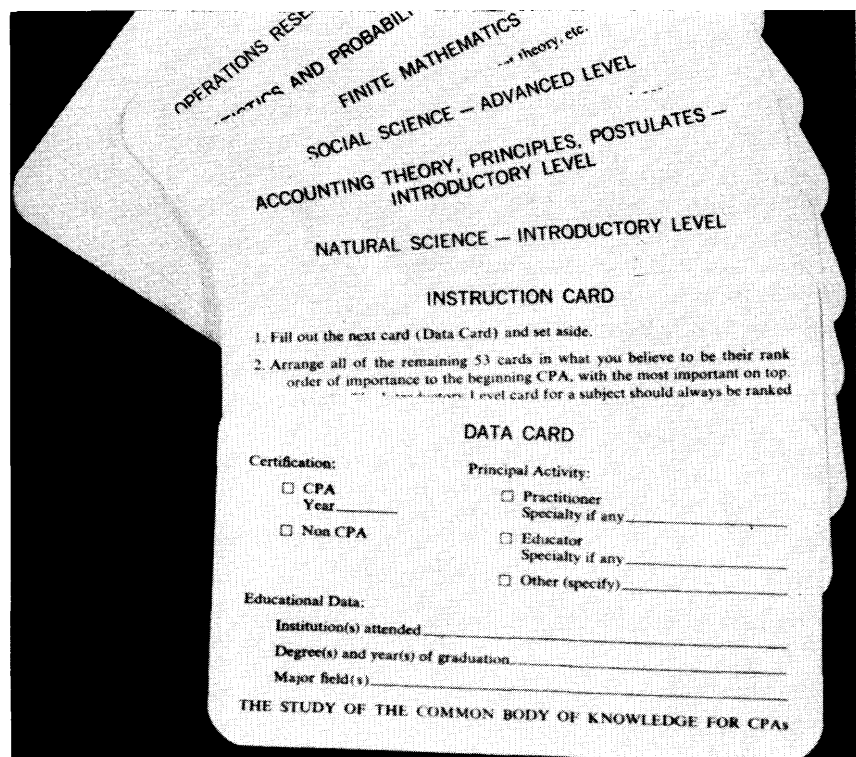 OPERATIONS RESE
AND PROBABILI
FINITE MATHEMATICS
theory, etc.
SOCIAL SCIENCE — ADVANCED LEVEL
ACCOUNTING THEORY, PRINCIPLES, POSTULATES —
INTRODUCTORY LEVEL
NATURAL SCIENCE — INTRODUCTORY LEVEL
INSTRUCTION CARD
1. Fill out the next card (Data Card) and set aside.
2. Arrange all of the remaining 53 cards in what you believe to be their rank
order of importance to the beginning CPA, with the most important on top.
Level card for a subject should always be ranked
DATA CARD
Certification:
☐ CPA
Year
☐ Non CPA
Principal Activity:
☐ Practitioner
Specialty if any
☐ Educator
Specialty if any
☐ Other (specify)
Educational Data:
Institution(s) attended
Degree(s) and year(s) of graduation
Major field(s)
THE STUDY OF THE COMMON BODY OF KNOWLEDGE FOR CPAs